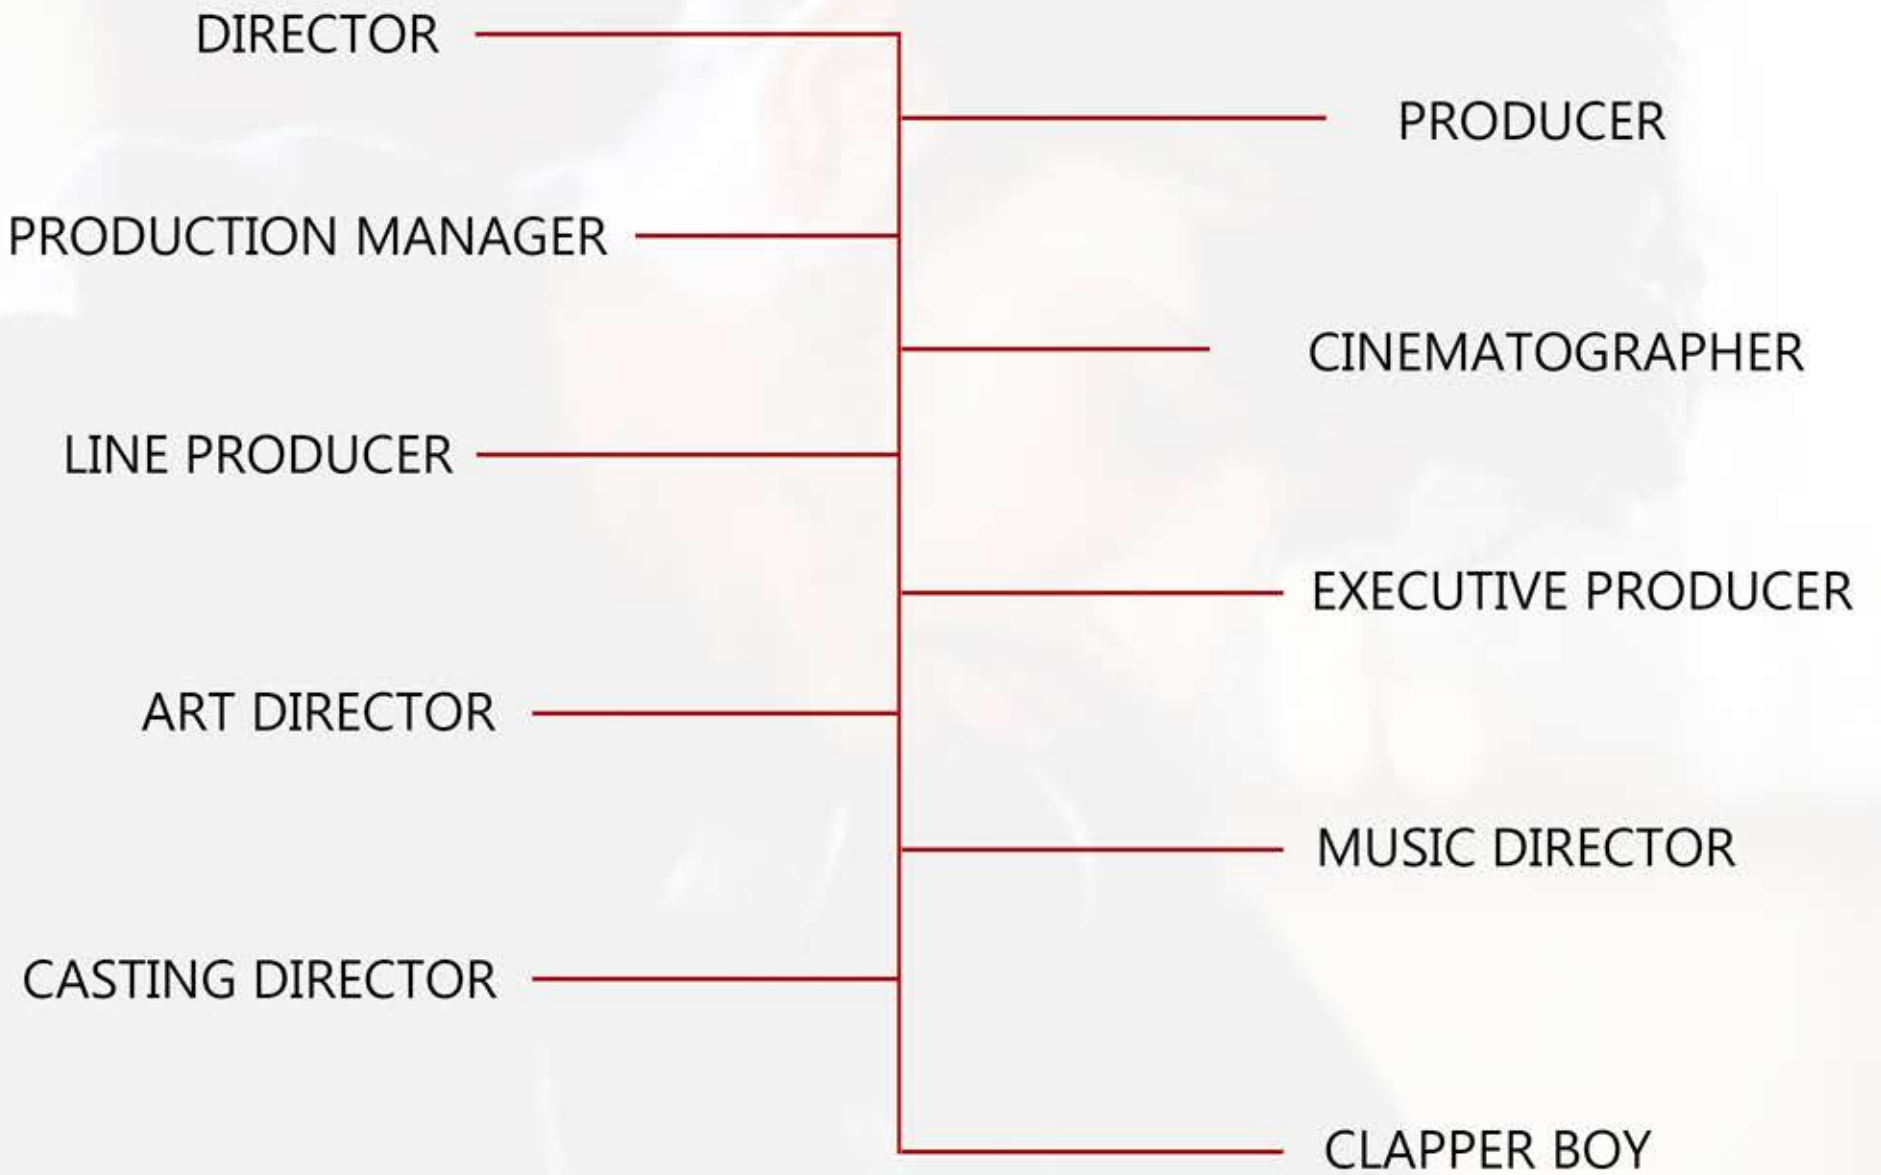 DIRECTOR
PRODUCER
PRODUCTION MANAGER
CINEMATOGRAPHER
LINE PRODUCER
EXECUTIVE PRODUCER
ART DIRECTOR
MUSIC DIRECTOR
CASTING DIRECTOR
CLAPPER BOY